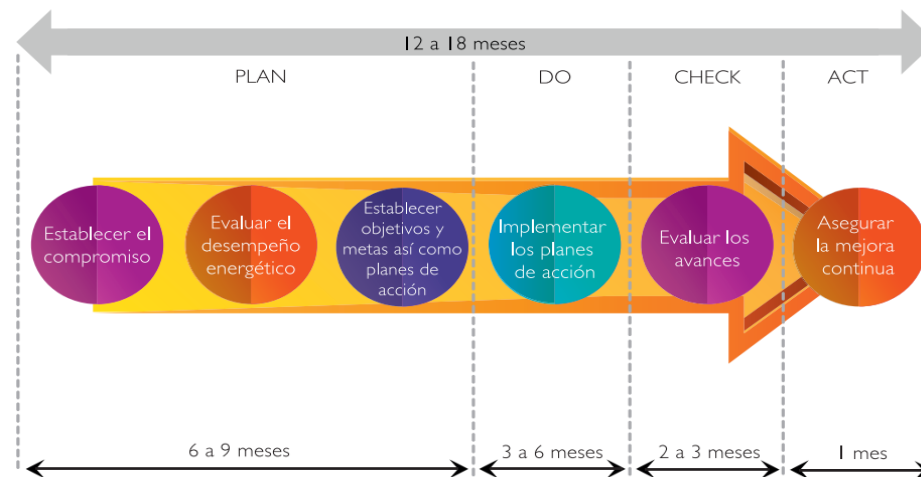 12 a 18 meses
PLAN
DO
CHECK
ACT
Establecer el
compromiso
Evaluar el
desempeño
energético
Establecer
objetivos y
metas así como
planes de
acción
Implementar
los planes
de acción
Evaluar los
avances
Asegurar
la mejora
continua
6 a 9 meses
3 a 6 meses
2 a 3 meses
1 mes